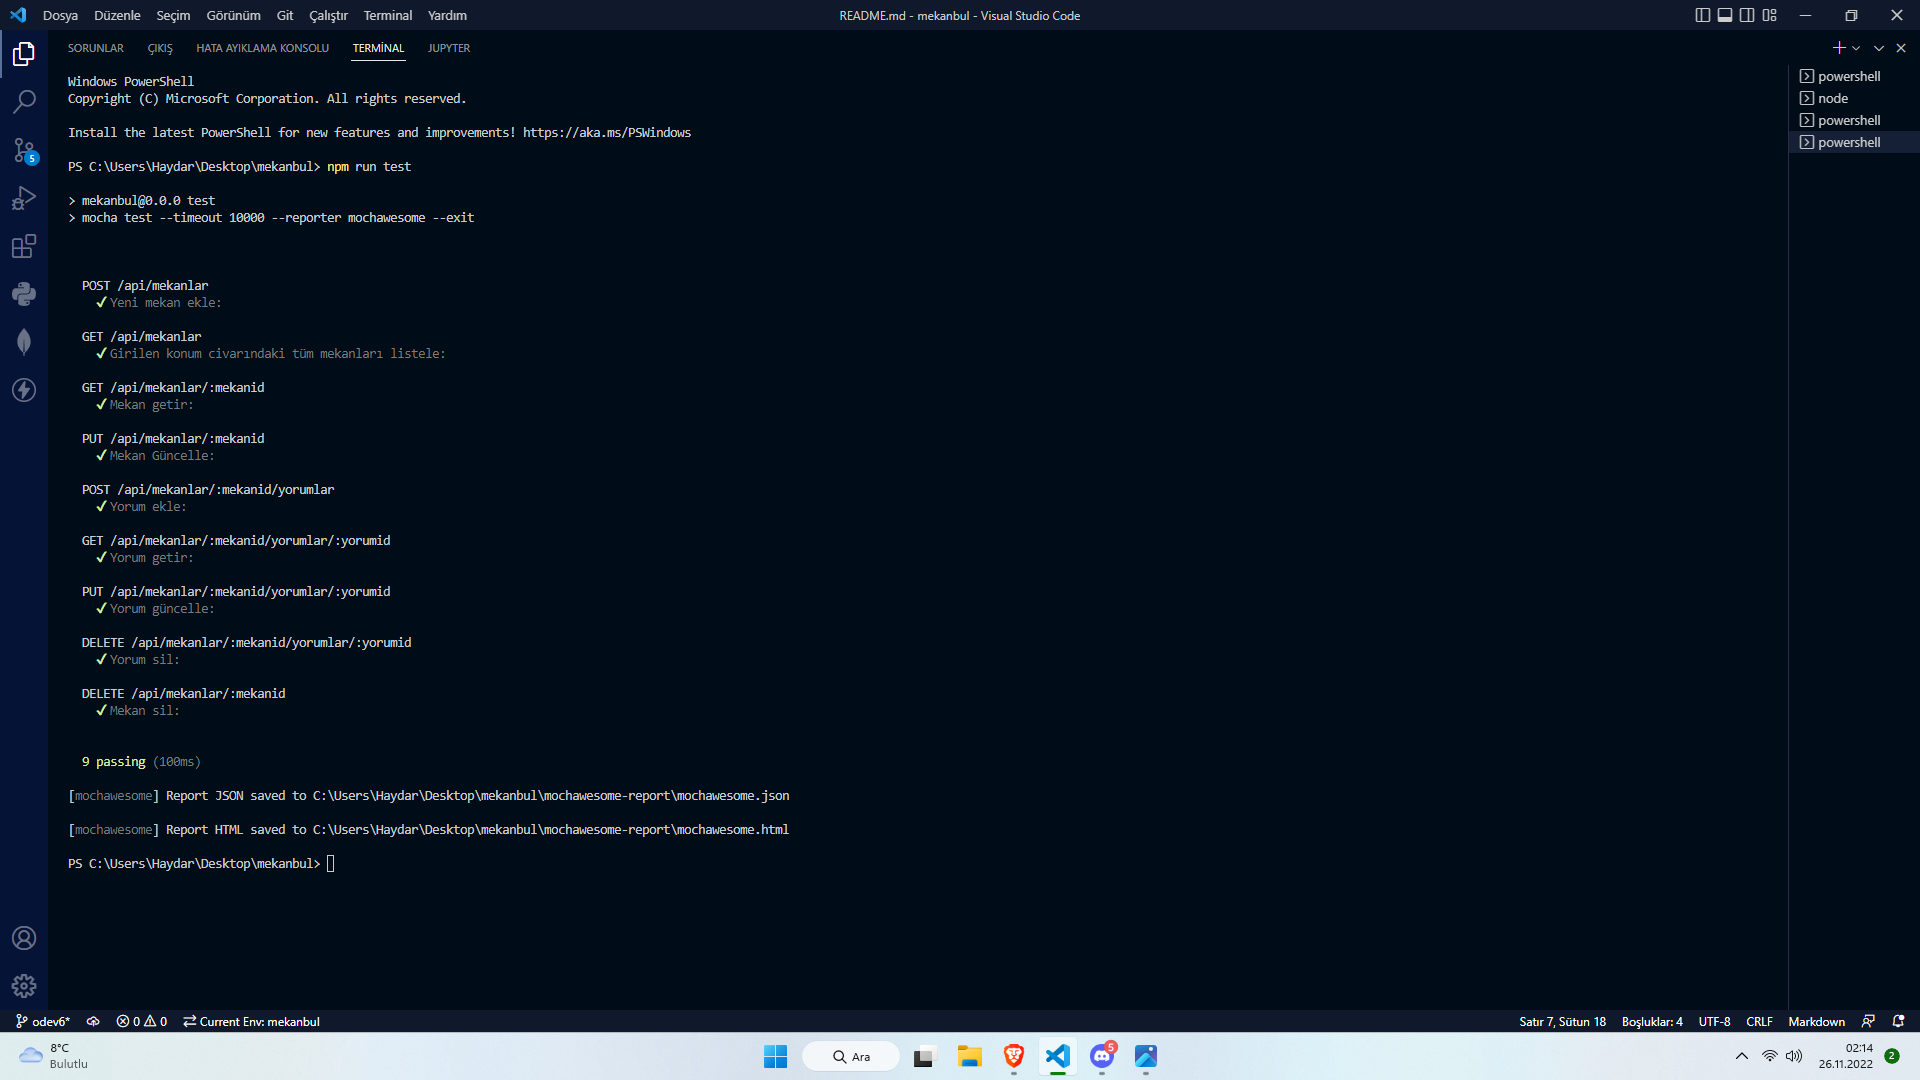 Dosya Düzenle Seçim Görünüm Git Çalıştır Terminal Yardım
README.md - mekanbul - Visual Studio Code
SORUNLAR ÇIKIŞ HATA AYIKLAMA KONSOLU TERMİNAL JUPYTER
Windows PowerShell
Copyright (C) Microsoft Corporation. All rights reserved.
Install the latest PowerShell for new features and improvements! https://aka.ms/PSWindows
PS C:\Users\Haydar\Desktop\mekanbul> npm run test
> mekanbul@0.0.0 test
> mocha test --timeout 10000 --reporter mochawesome --exit
POST /api/mekanlar
✓ Yeni mekan ekle:
GET /api/mekanlar
✓ Girilen konum civarındaki tüm mekanları listele:
GET /api/mekanlar/:mekanid
✓ Mekan getir:
PUT /api/mekanlar/:mekanid
✓ Mekan Güncelle:
POST /api/mekanlar/:mekanid/yorumlar
✓ Yorum ekle:
GET /api/mekanlar/:mekanid/yorumlar/:yorumid
✓ Yorum getir:
PUT /api/mekanlar/:mekanid/yorumlar/:yorumid
✓ Yorum güncelle:
DELETE /api/mekanlar/:mekanid/yorumlar/:yorumid
✓ Yorum sil:
DELETE /api/mekanlar/:mekanid
✓ Mekan sil:
9 passing (100ms)
[mochawesome] Report JSON saved to C:\Users\Haydar\Desktop\mekanbul\mochawesome-report\mochawesome.json
[mochawesome] Report HTML saved to C:\Users\Haydar\Desktop\mekanbul\mochawesome-report\mochawesome.html
PS C:\Users\Haydar\Desktop\mekanbul>
powershell
node
powershell
powershell
5
odev6* 0 0 Current Env: mekanbul
Satır 7, Sütun 18 Boşluklar: 4 UTF-8 CRLF Markdown
8°C
Bulutlu
Ara
5
02:14
26.11.2022
2